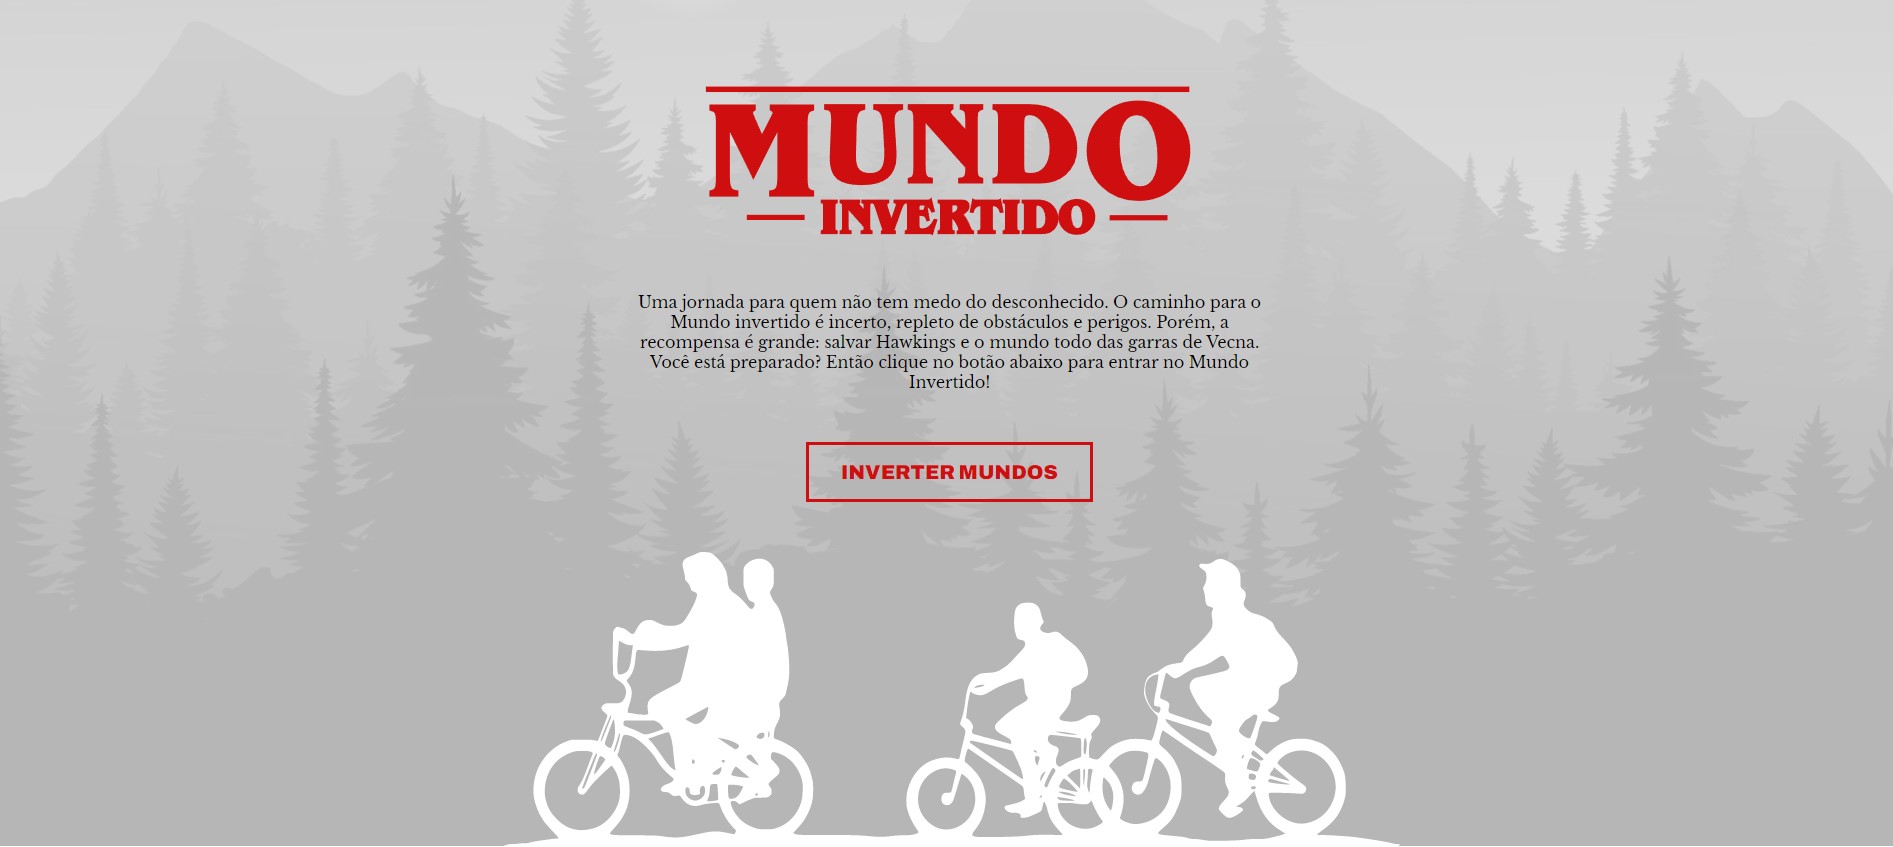 MUNDO
INVERTIDO
Uma jornada para quem não tem medo do desconhecido. O caminho para o
Mundo invertido é incerto, repleto de obstáculos e perigos. Porém, a
recompensa é grande: salvar Hawkings e o mundo todo das garras de Vecna.
Você está preparado? Então clique no botão abaixo para entrar no Mundo
Invertido!
INVERTER MUNDOS